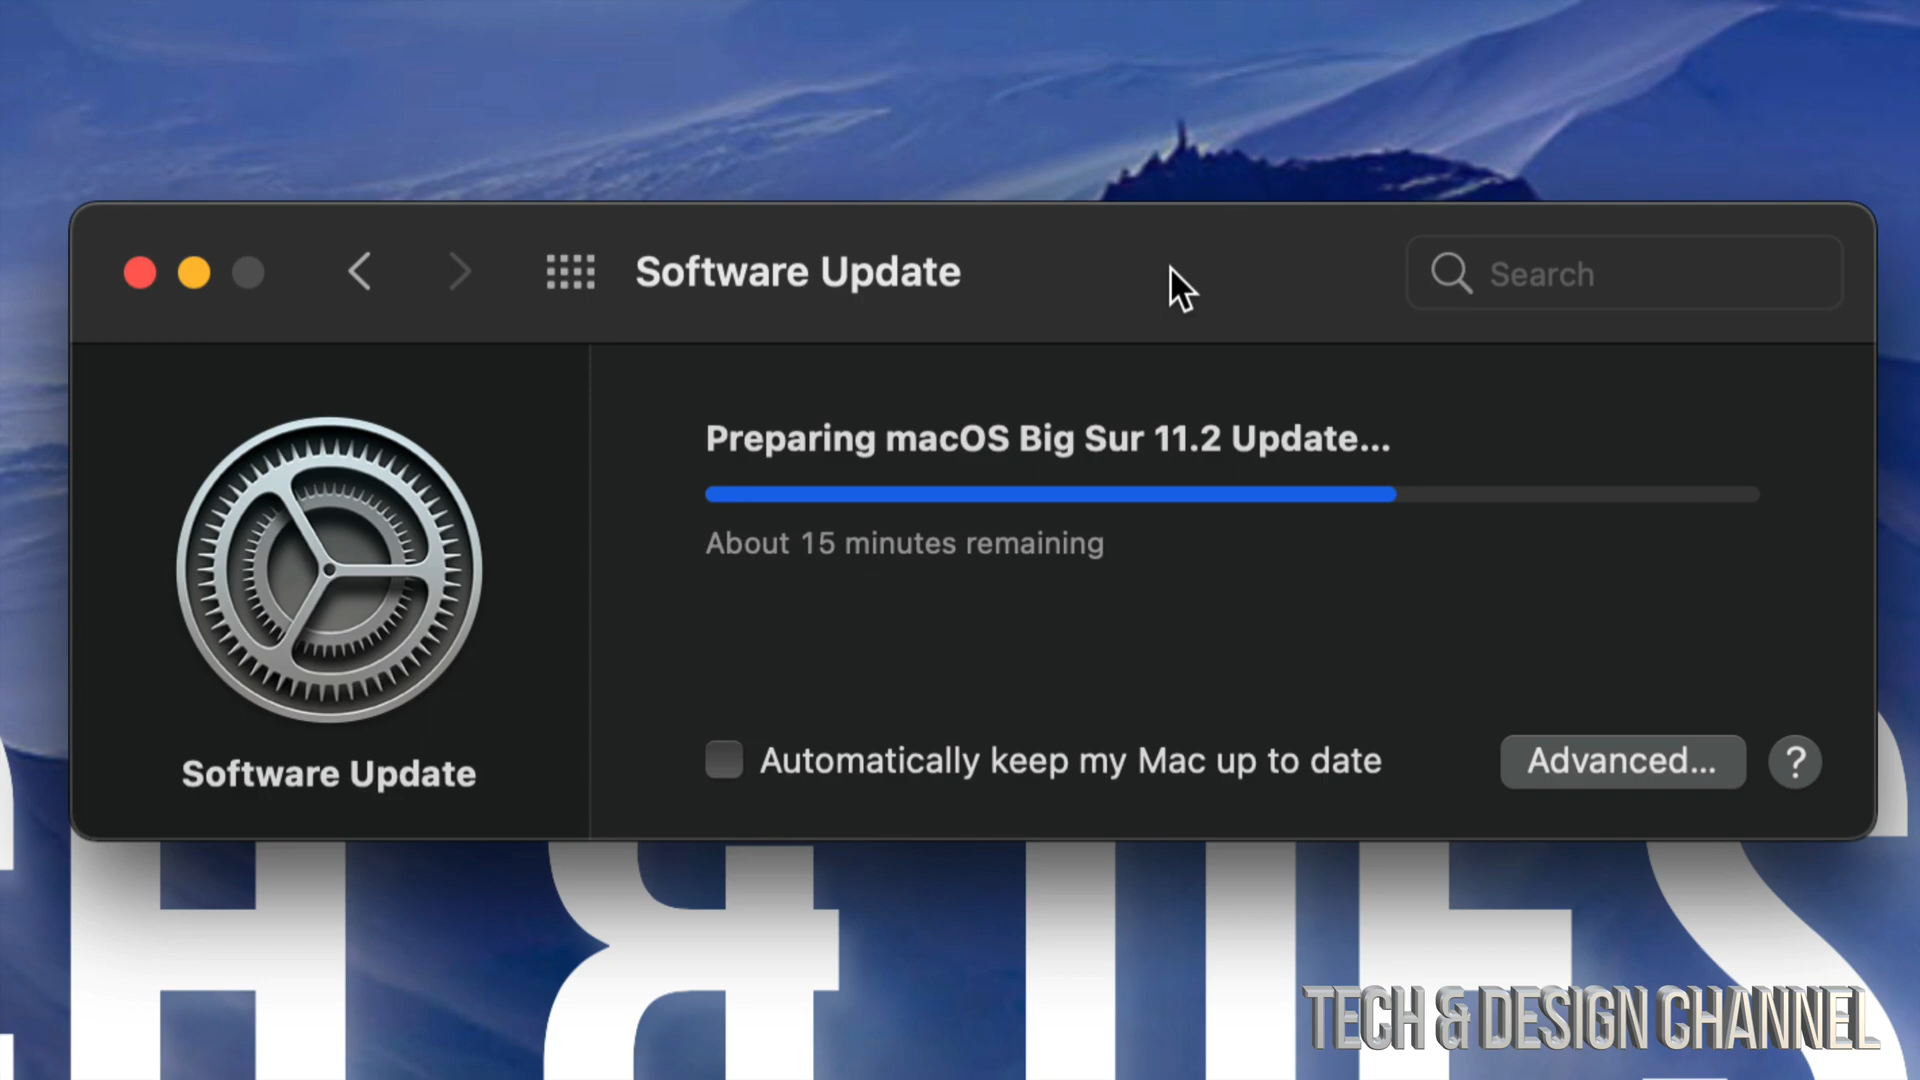 Software Update
Search
Preparing macOS Big Sur 11.2 Update...
About 15 minutes remaining
Software Update
Automatically keep my Mac up to date
Advanced...
?
H & DES
TECH & DESIGN CHANNEL